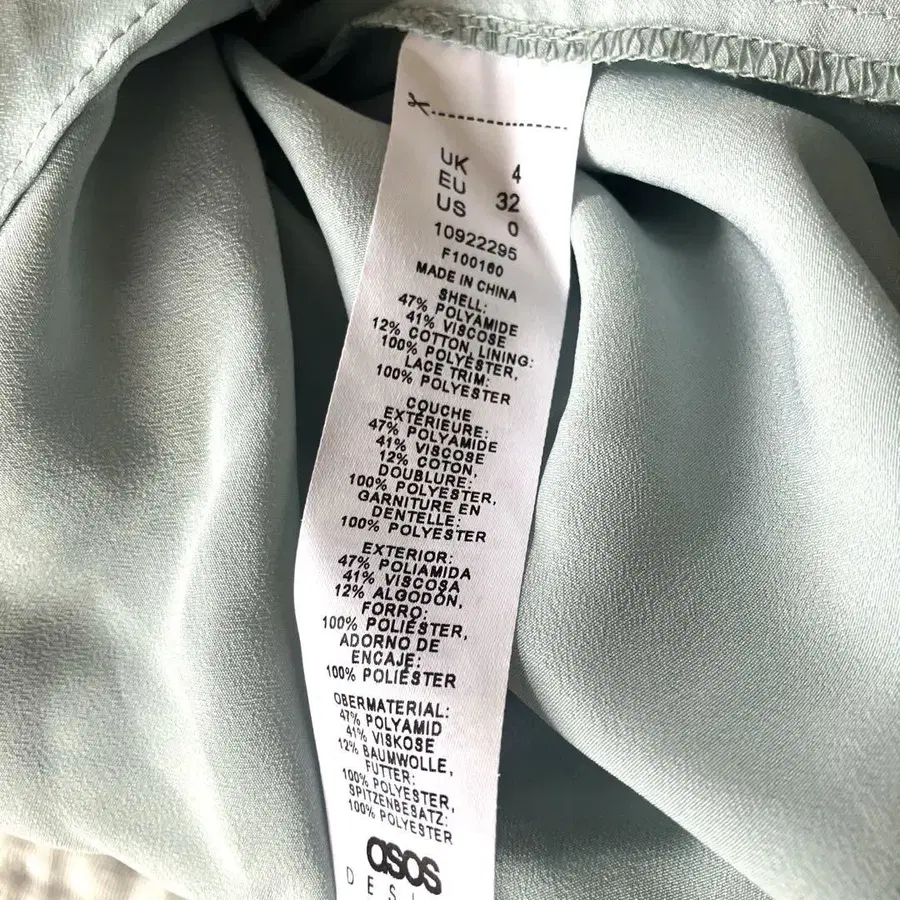 UK 4
EU 32
US 0
10922295
F100160
MADE IN CHINA
SHELL:
47% POLYAMIDE
41% VISCOSE
12% COTTON, LINING:
100% POLYESTER,
LACE TRIM:
100% POLYESTER
COUCHE
EXTÉRIEURE:
47% POLYAMIDE
41% VISCOSE
12% COTON,
DOUBLURE:
100% POLYESTER,
GARNITURE EN
DENTELLE:
100% POLYESTER
EXTERIOR:
47% POLIAMIDA
41% VISCOSA
12% ALGODÓN,
FORRO:
100% POLIÉSTER,
ADORNO DE
ENCAJE:
100% POLIÉSTER
OBERMATERIAL:
47% POLYAMID
41% VISKOSE
12% BAUMWOLLE,
FUTTER:
100% POLYESTER,
SPITZENBESATZ:
100% POLYESTER
asos